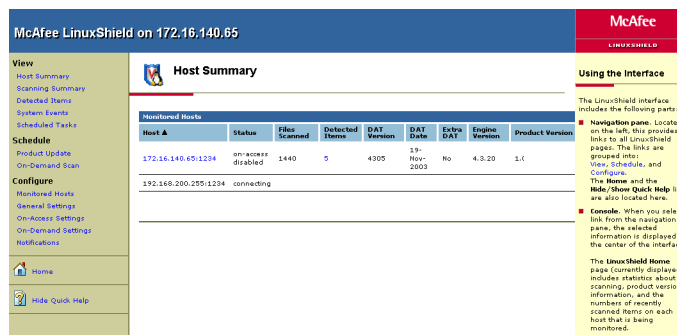 McAfee LinuxShield on 172.16.140.65
McAfee
LINUXSHIELD
View
Host Summary
Scanning Summary
Detected Items
System Events
Scheduled Tasks
Schedule
Product Update
On-Demand Scan
Configure
Monitored Hosts
General Settings
On-Access Settings
On-Demand Settings
Notifications
Home
Hide Quick Help
Host Summary
Monitored Hosts
Host Status Files Scanned Detected Items DAT Version DAT Date Extra DAT Engine Version Product Version
172.16.140.65:1234 on-access disabled 1440 5 4305 19-Nov-2003 No 4.3.20 1.(
192.168.200.255:1234 connecting
Using the Interface
The LinuxShield interface
includes the following parts:
Navigation pane. Locate
on the left, this provides
links to all LinuxShield
pages. The links are
grouped into:
View, Schedule, and
Configure.
The Home and the
Hide/Show Quick Help li
are also located here.
Console. When you sele
link from the navigation
pane, the selected
information is displayed
the center of the interfac
The LinuxShield Home
page (currently displaye
includes statistics about
scanning, product versio
information, and the
numbers of recently
scanned items on each
host that is being
monitored.